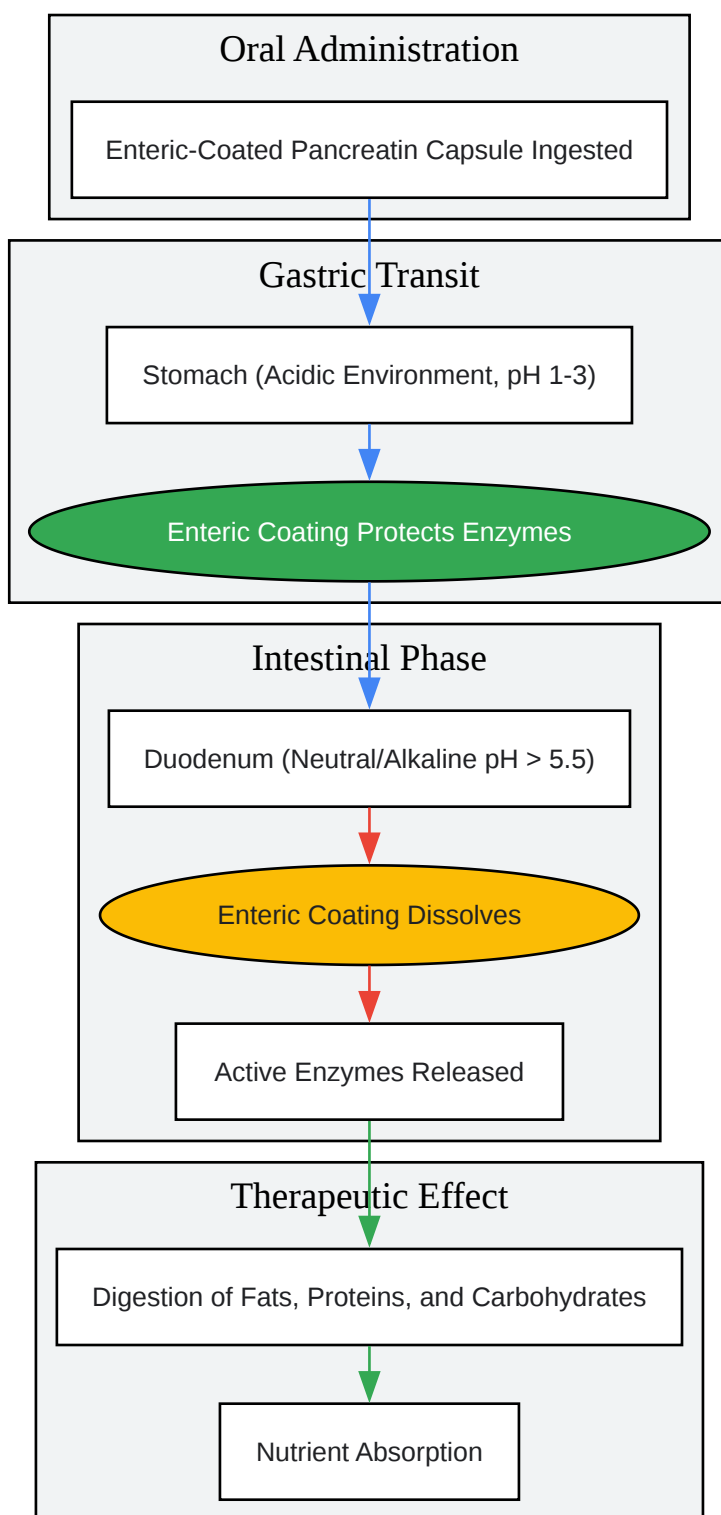 Oral Administration
Enteric-Coated Pancreatin Capsule Ingested
Gastric Transit
Stomach (Acidic Environment, pH 1-3)
Enteric Coating Protects Enzymes
Intestinal Phase
Duodenum (Neutral/Alkaline pH > 5.5)
Enteric Coating Dissolves
Active Enzymes Released
Therapeutic Effect
Digestion of Fats, Proteins, and Carbohydrates
Nutrient Absorption